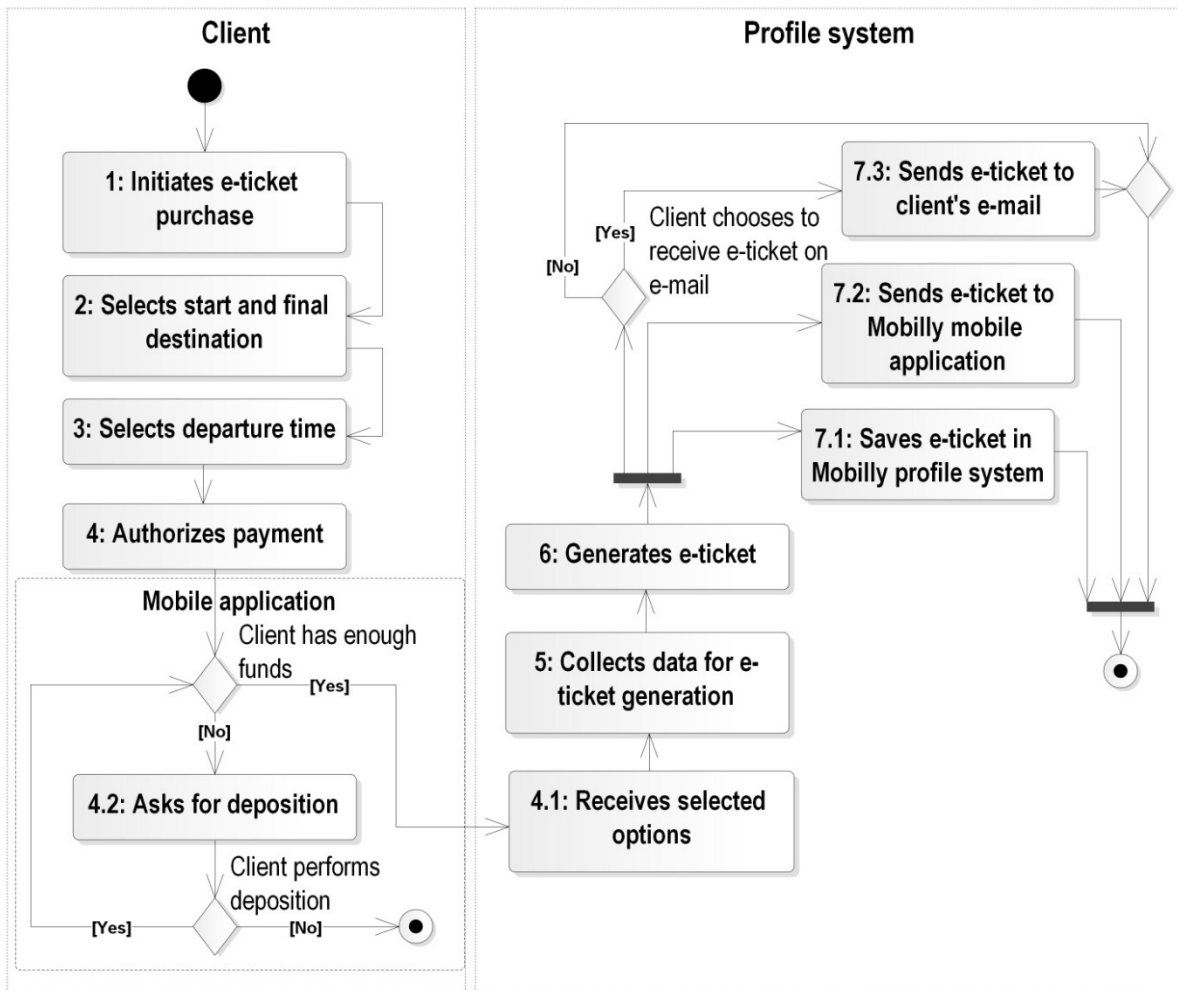 Client
1: Initiates e-ticket
purchase
2: Selects start and final
destination
3: Selects departure time
4: Authorizes payment
Mobile application
Client has enough
funds
[Yes]
[No]
4.2: Asks for deposition
Client performs
deposition
[Yes]
[No]
Profile system
7.3: Sends e-ticket to
client's e-mail
Client chooses to
receive e-ticket on
e-mail
[Yes]
[No]
7.2: Sends e-ticket to
Mobilly mobile
application
7.1: Saves e-ticket in
Mobilly profile system
6: Generates e-ticket
5: Collects data for e-
ticket generation
4.1: Receives selected
options